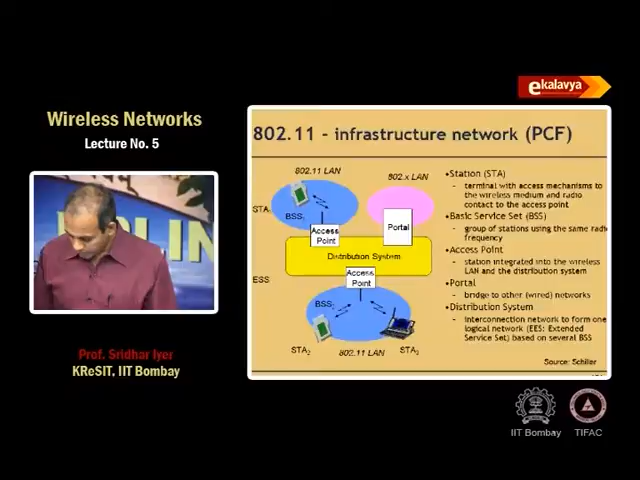 ekalavya
Wireless Networks
Lecture No. 5
802.11 - infrastructure network (PCF)
802.11 LAN
802.x LAN
STA
BSS
Access
Point
Portal
Distribution System
ESS
Access
Point
BSS
STA2
802.11 LAN
STA3
•Station (STA)
– terminal with access mechanisms to
the wireless medium and radio
contact to the access point
•Basic Service Set (BSS)
– group of stations using the same radi
frequency
•Access Point
– station integrated into the wireless
LAN and the distribution system
•Portal
– bridge to other (wired) networks
•Distribution System
– interconnection network to form one
logical network (EES: Extended
Service Set) based on several BSS
Source: Schiller
Prof. Sridhar Iyer
KReSIT, IIT Bombay
IIT Bombay
TIFAC